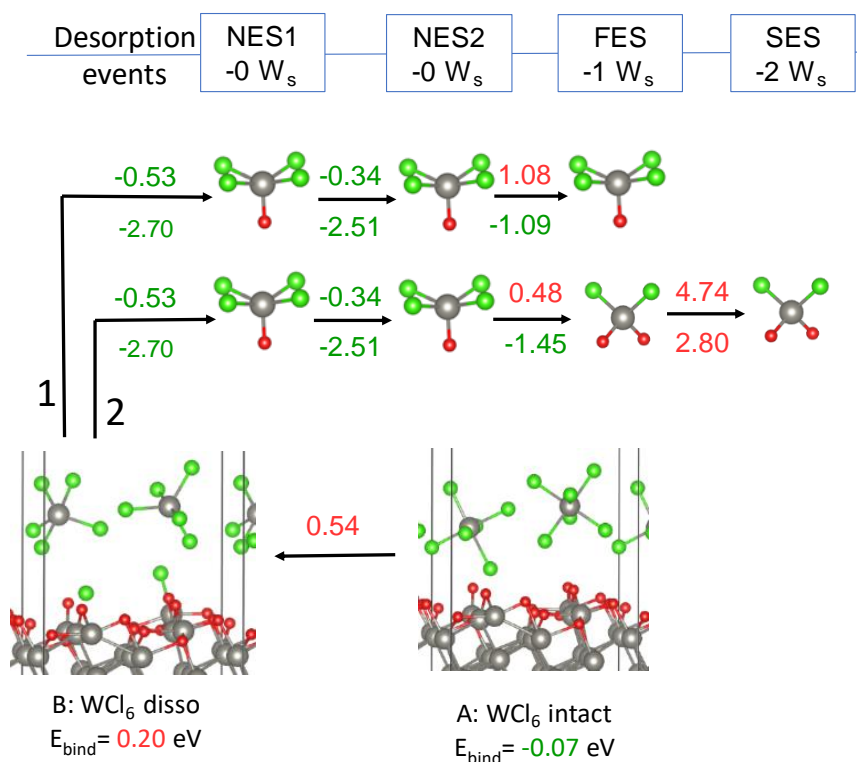 Desorption events
NES1
-0 Wₛ
NES2
-0 Wₛ
FES
-1 Wₛ
SES
-2 Wₛ
-0.53
-0.34
1.08
-2.70
-2.51
-1.09
-0.53
-0.34
0.48
4.74
-2.70
-2.51
-1.45
2.80
1
2
0.54
B: WCl₆ disso
E_bind= 0.20 eV
A: WCl₆ intact
E_bind= -0.07 eV